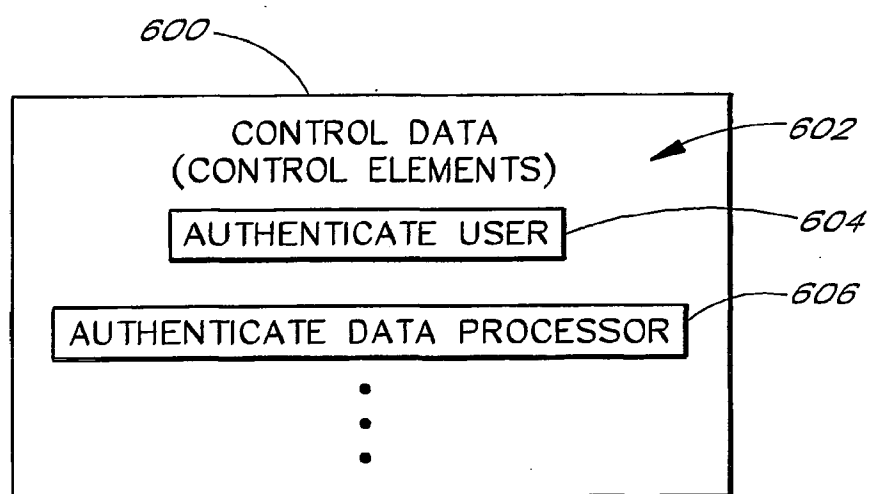 600
CONTROL DATA
(CONTROL ELEMENTS)
602
AUTHENTICATE USER
604
606
AUTHENTICATE DATA PROCESSOR